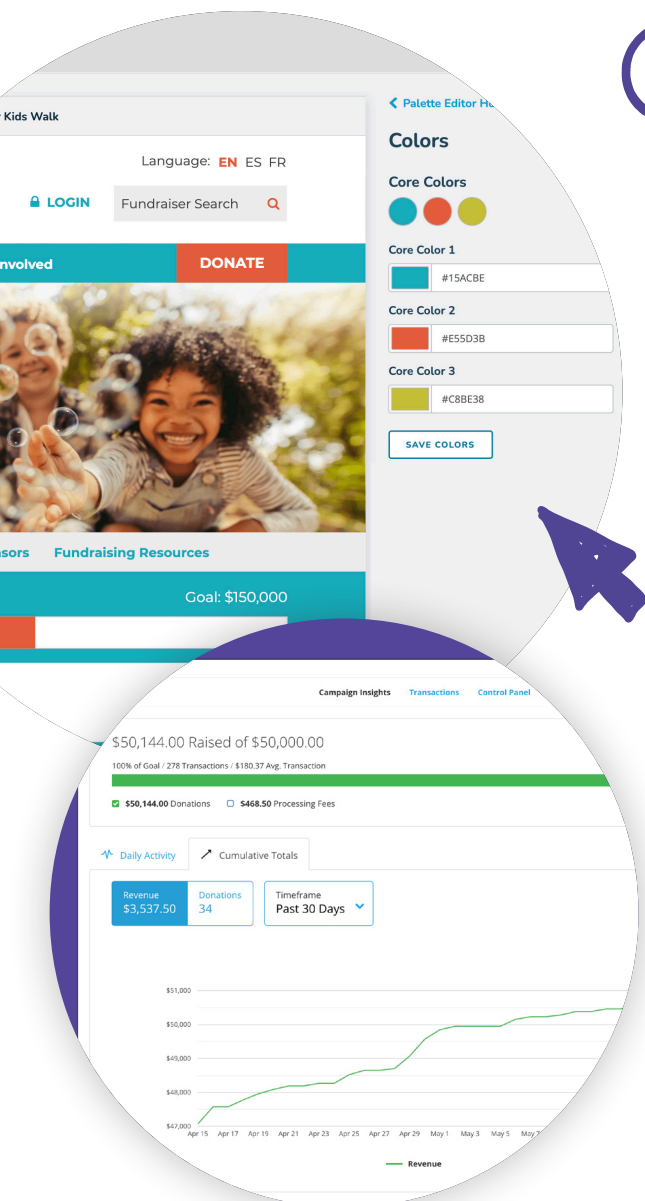 Kids Walk
Palette Editor
Colors
Language: EN ES FR
Core Colors
LOGIN
Fundraiser Search
Core Color 1
DONATE
#15ACBE
Core Color 2
#E55D3B
Core Color 3
#C8BE38
SAVE COLORS
Fundraising Resources
Goal: $150,000
Campaign Insights Transactions Control Panel
$50,144.00 Raised of $50,000.00
100% of Goal / 278 Transactions / $180.37 Avg. Transaction
$50,144.00 Donations $468.50 Processing Fees
Daily Activity Cumulative Totals
Revenue Donations Timeframe
$3,537.50 34 Past 30 Days
$51,000
$50,000
$49,000
$48,000
$47,000
Apr 15 Apr 17 Apr 19 Apr 21 Apr 23 Apr 25 Apr 27 Apr 29 May 1 May 3 May 5 May 7
Revenue